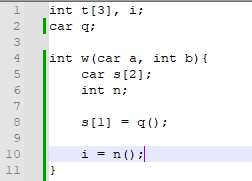 1 int t[3], i;
2 car q;
3
4 int w(car a, int b){
5 car s[2];
6 int n;
7
8 s[1] = q();
9
10 i = n();
11 }